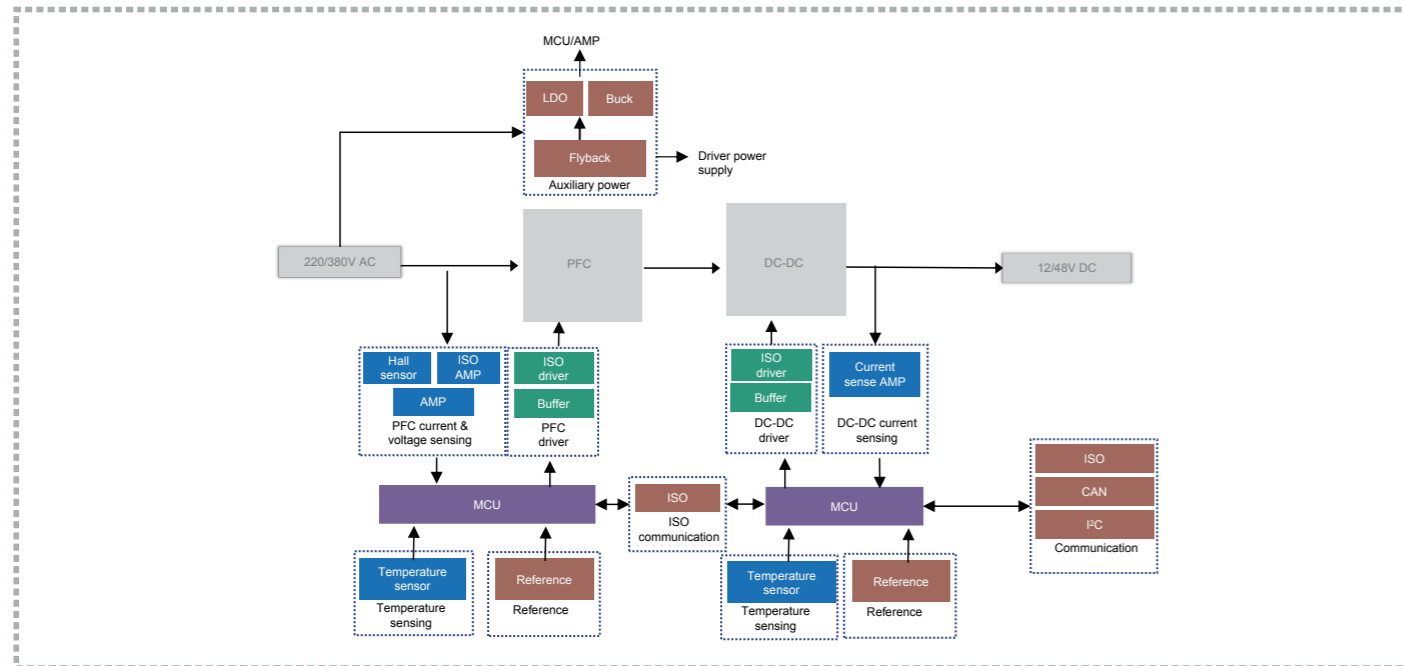 MCU/AMP
LDO
Buck
Flyback
Auxiliary power
Driver power
supply
220/380V AC
PFC
DC-DC
12/48V DC
Hall
sensor
ISO
AMP
AMP
PFC current &
voltage sensing
ISO
driver
Buffer
PFC
driver
ISO
driver
Buffer
DC-DC
driver
Current
sense AMP
DC-DC current
sensing
MCU
ISO
ISO
communication
MCU
ISO
CAN
I²C
Communication
Temperature
sensor
Temperature
sensing
Reference
Reference
Temperature
sensor
Temperature
sensing
Reference
Reference